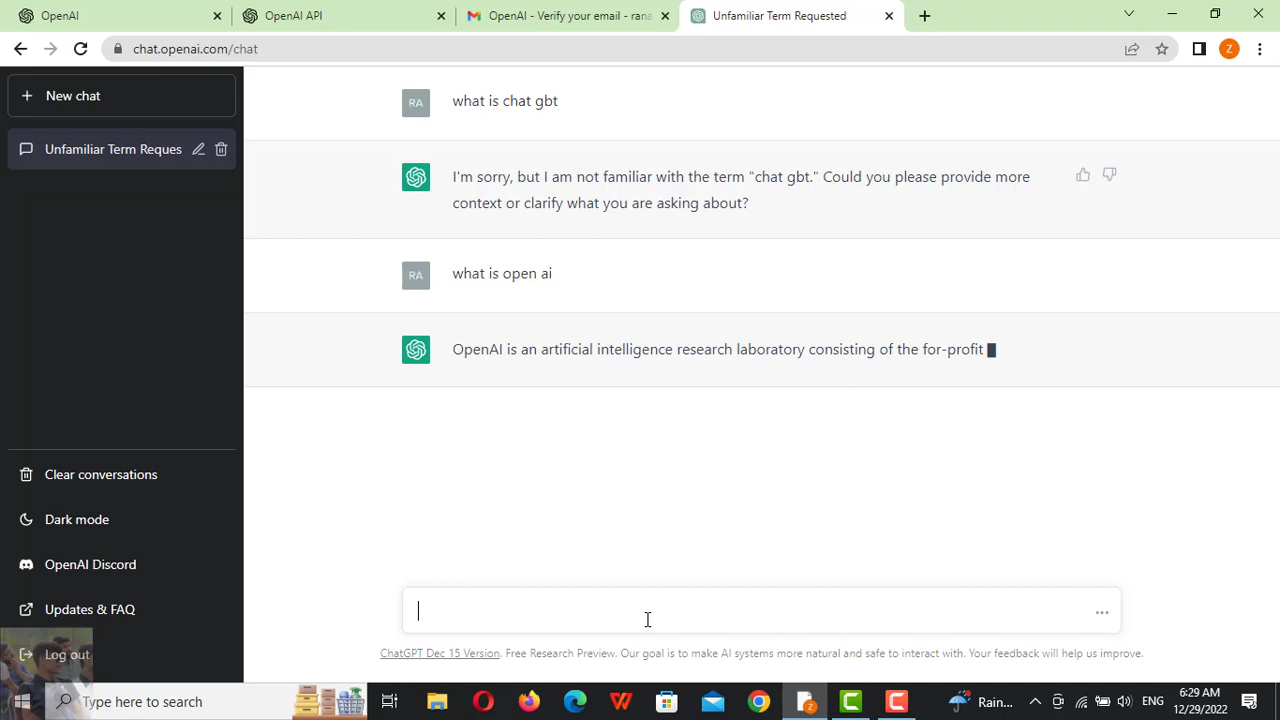 OpenAI
OpenAI API
OpenAI - Verify your email - rana
Unfamiliar Term Requested
chat.openai.com/chat
Z
New chat
Unfamiliar Term Reques
RA
what is chat gbt
I'm sorry, but I am not familiar with the term "chat gbt." Could you please provide more
context or clarify what you are asking about?
RA
what is open ai
OpenAI is an artificial intelligence research laboratory consisting of the for-profit
Clear conversations
Dark mode
OpenAI Discord
Updates & FAQ
Log out
ChatGPT Dec 15 Version. Free Research Preview. Our goal is to make AI systems more natural and safe to interact with. Your feedback will help us improve.
Type here to search
Rain...
ENG
6:29 AM
12/29/2022